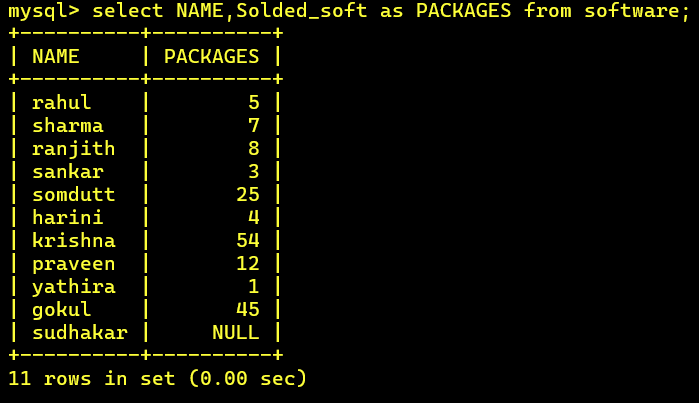 mysql> select NAME,Solded_soft as PACKAGES from software;
+----------+----------+
| NAME     | PACKAGES |
+----------+----------+
| rahul    |        5 |
| sharma   |        7 |
| ranjith  |        8 |
| sankar   |        3 |
| somdutt  |       25 |
| harini   |        4 |
| krishna  |       54 |
| praveen  |       12 |
| yathira  |        1 |
| gokul    |       45 |
| sudhakar |     NULL |
+----------+----------+
11 rows in set (0.00 sec)